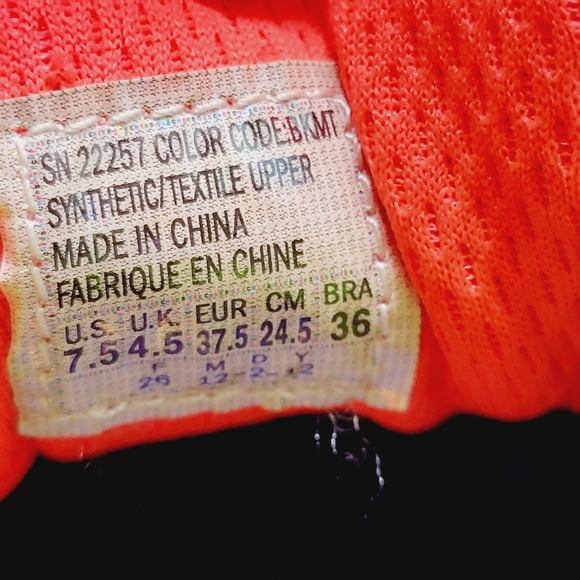 SN 22257 COLOR CODE:BKMT
SYNTHETIC/TEXTILE UPPER
MADE IN CHINA
FABRIQUE EN CHINE
U.S. U.K. EUR CM BRA
7.5 4.5 37.5 24.5 36
F M D Y
26 12-2-12